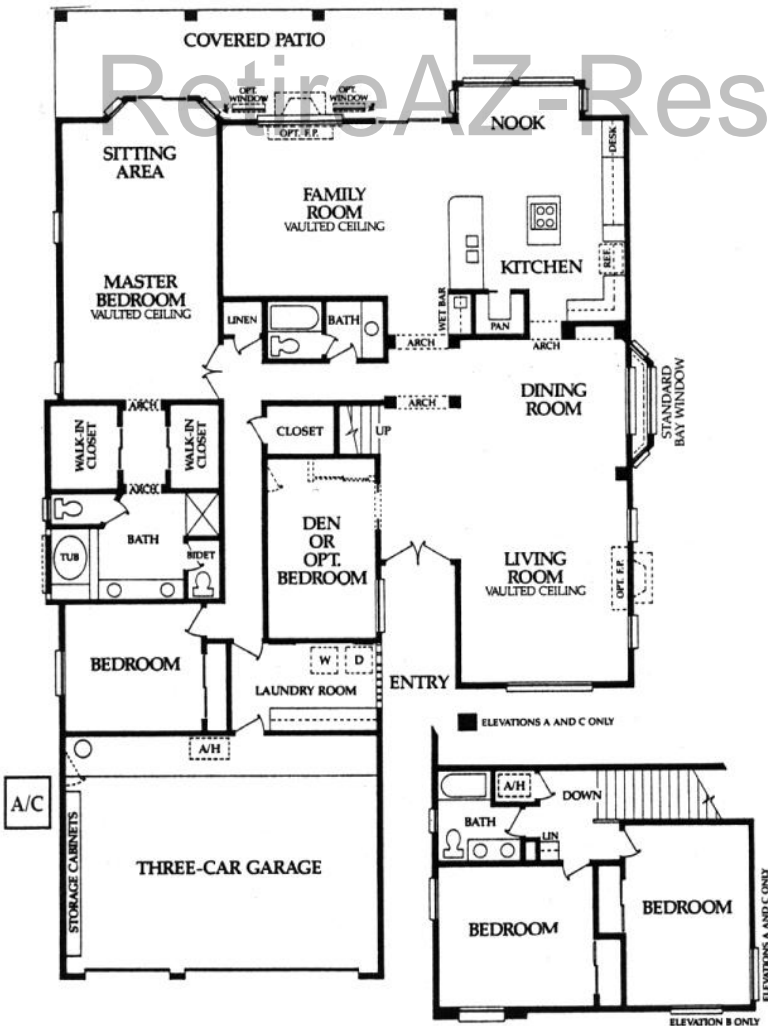 COVERED PATIO
RetireAZ-Res
OPT.
WINDOW
OPT.
WINDOW
OPT. F.P.
NOOK
DESK
SITTING
AREA
FAMILY
ROOM
VAULTED CEILING
KITCHEN
REF.
MASTER
BEDROOM
VAULTED CEILING
LINEN
BATH
WET BAR
PAN
ARCH
ARCH
STANDARD
BAY WINDOW
DINING
ROOM
ARCH
ARCH
WALK-IN
CLOSET
WALK-IN
CLOSET
CLOSET
UP
ARCH
BATH
TUB
BIDET
DEN
OR
OPT.
BEDROOM
LIVING
ROOM
VAULTED CEILING
OPT. F.P.
BEDROOM
W
D
LAUNDRY ROOM
ENTRY
ELEVATIONS A AND C ONLY
A/H
A/C
STORAGE CABINETS
THREE-CAR GARAGE
A/H
DOWN
BATH
LIN
BEDROOM
BEDROOM
ELEVATIONS A AND C ONLY
ELEVATION B ONLY